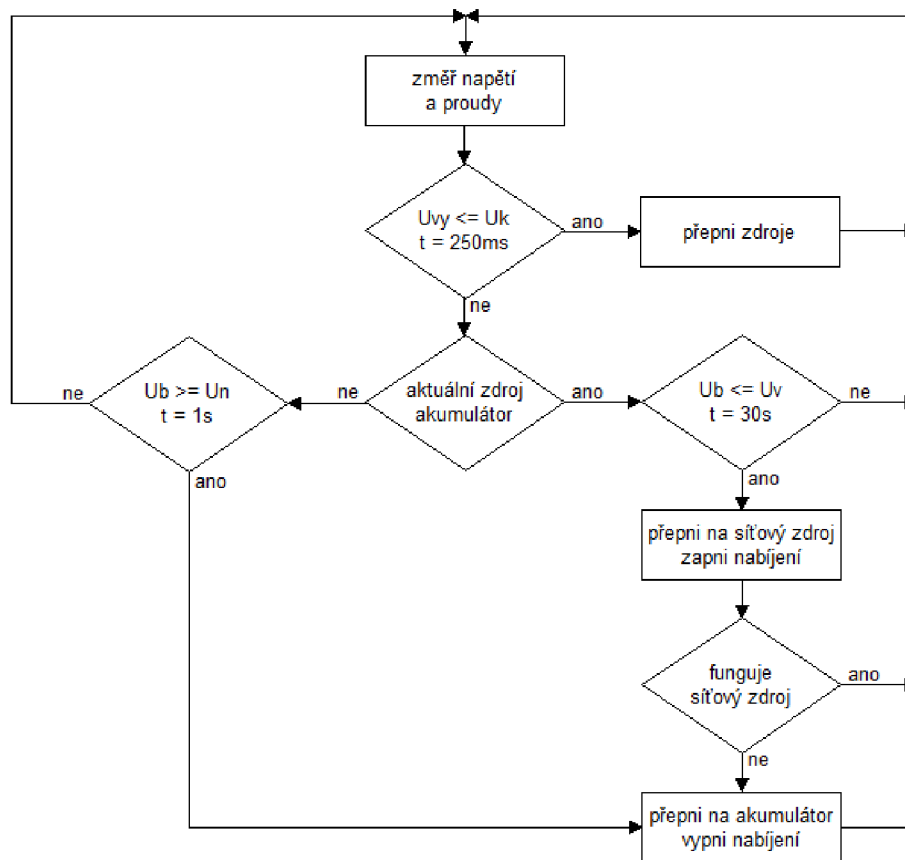 změř napětí
a proudy
Uvy <= Uk
t = 250ms
ano
přepni zdroje
ne
Ub >= Un
t = 1s
ne
ano
ne
aktuální zdroj
akumulátor
ano
Ub <= Uv
t = 30s
ne
ano
přepni na síťový zdroj
zapni nabíjení
funguje
síťový zdroj
ano
ne
přepni na akumulátor
vypni nabíjení